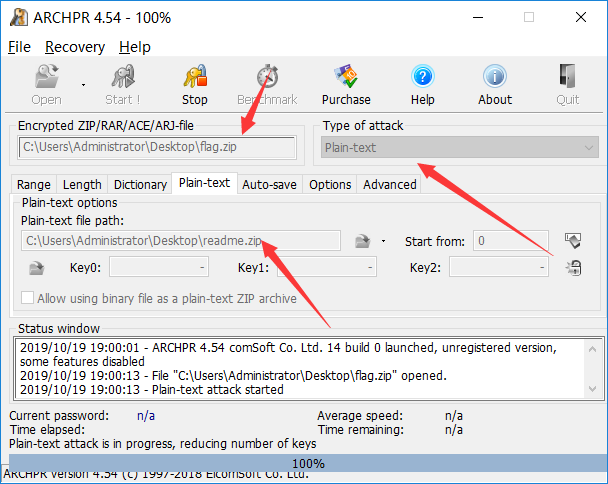 ARCHPR 4.54 - 100%
File Recovery Help
Open Start ! Stop Benchmark Purchase Help About Quit
Encrypted ZIP/RAR/ACE/ARJ-file
C:\Users\Administrator\Desktop\flag.zip
Type of attack
Plain-text
Range Length Dictionary Plain-text Auto-save Options Advanced
Plain-text options
Plain-text file path:
C:\Users\Administrator\Desktop\readme.zip
Start from: 0
Key0: - Key1: - Key2: -
Allow using binary file as a plain-text ZIP archive
Status window
2019/10/19 19:00:01 - ARCHPR 4.54 comSoft Co. Ltd. 14 build 0 launched, unregistered version,
some features disabled
2019/10/19 19:00:13 - File "C:\Users\Administrator\Desktop\flag.zip" opened.
2019/10/19 19:00:13 - Plain-text attack started
Current password: n/a Average speed: n/a
Time elapsed: Time remaining: n/a
Plain-text attack is in progress, reducing number of keys
100%
ARCHPR version 4.54 (c) 1997-2018 ElcomSoft Co. Ltd.